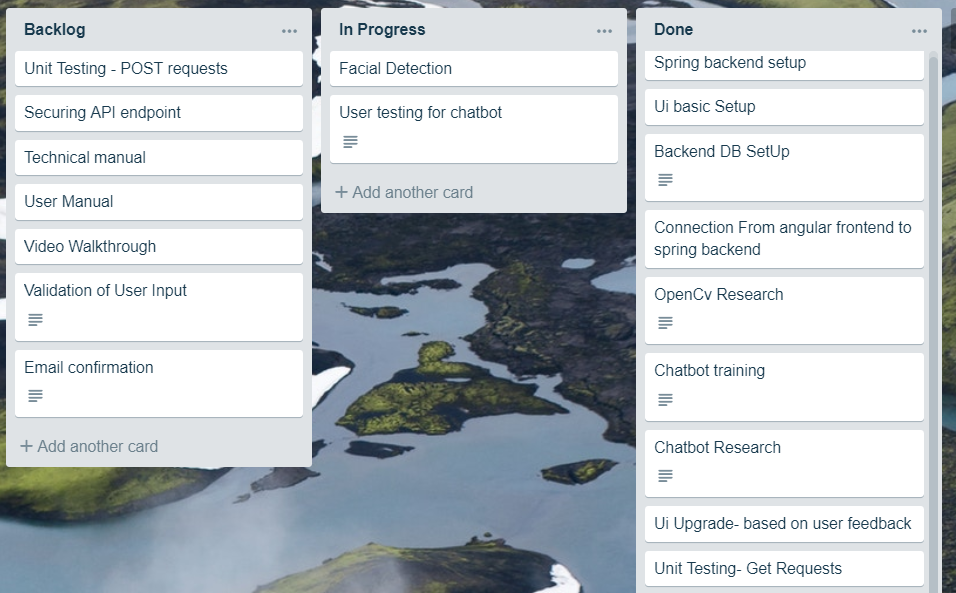 Backlog
Unit Testing - POST requests
Securing API endpoint
Technical manual
User Manual
Video Walkthrough
Validation of User Input
Email confirmation
+ Add another card
In Progress
Facial Detection
User testing for chatbot
+ Add another card
Done
Spring backend setup
Ui basic Setup
Backend DB SetUp
Connection From angular frontend to
spring backend
OpenCv Research
Chatbot training
Chatbot Research
Ui Upgrade- based on user feedback
Unit Testing- Get Requests